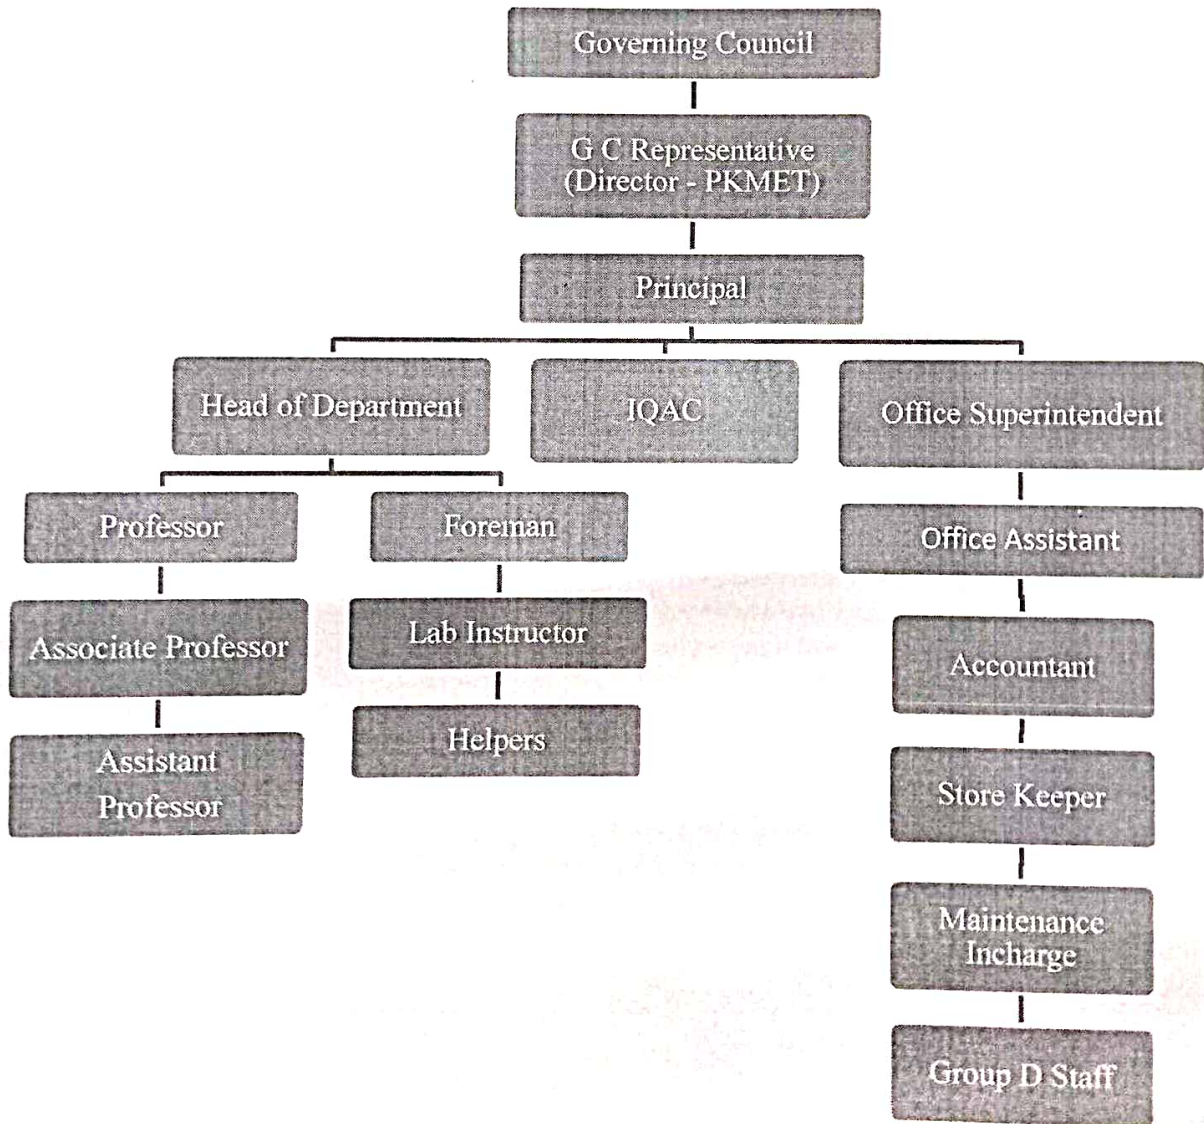 Governing Council
G C Representative
(Director - PKMET)
Principal
Head of Department
IQAC
Office Superintendent
Professor
Foreman
Office Assistant
Associate Professor
Lab Instructor
Accountant
Assistant
Professor
Helpers
Store Keeper
Maintenance
Incharge
Group D Staff